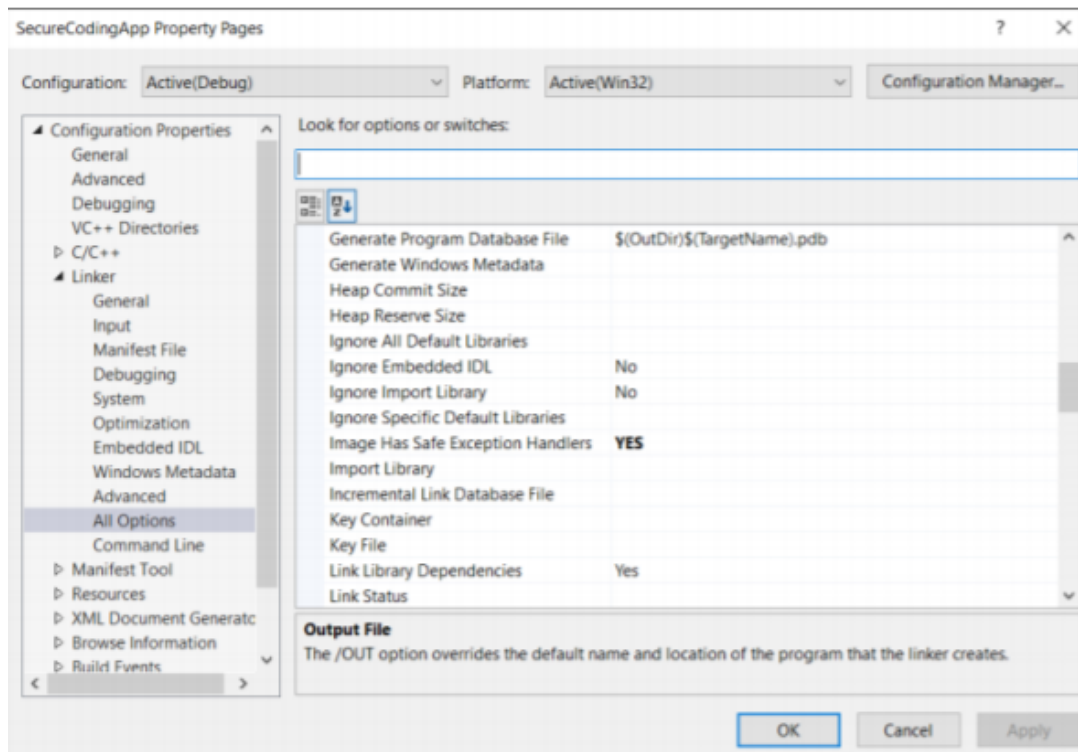 SecureCodingApp Property Pages ? ×
Configuration: Active(Debug) Platform: Active(Win32) Configuration Manager...
Configuration Properties
General
Advanced
Debugging
VC++ Directories
C/C++
Linker
General
Input
Manifest File
Debugging
System
Optimization
Embedded IDL
Windows Metadata
Advanced
All Options
Command Line
Manifest Tool
Resources
XML Document Generato
Browse Information
Build Events
Look for options or switches:
Generate Program Database File $(OutDir)$(TargetName).pdb
Generate Windows Metadata
Heap Commit Size
Heap Reserve Size
Ignore All Default Libraries
Ignore Embedded IDL No
Ignore Import Library No
Ignore Specific Default Libraries
Image Has Safe Exception Handlers YES
Import Library
Incremental Link Database File
Key Container
Key File
Link Library Dependencies Yes
Link Status
Output File
The /OUT option overrides the default name and location of the program that the linker creates.
OK Cancel Apply